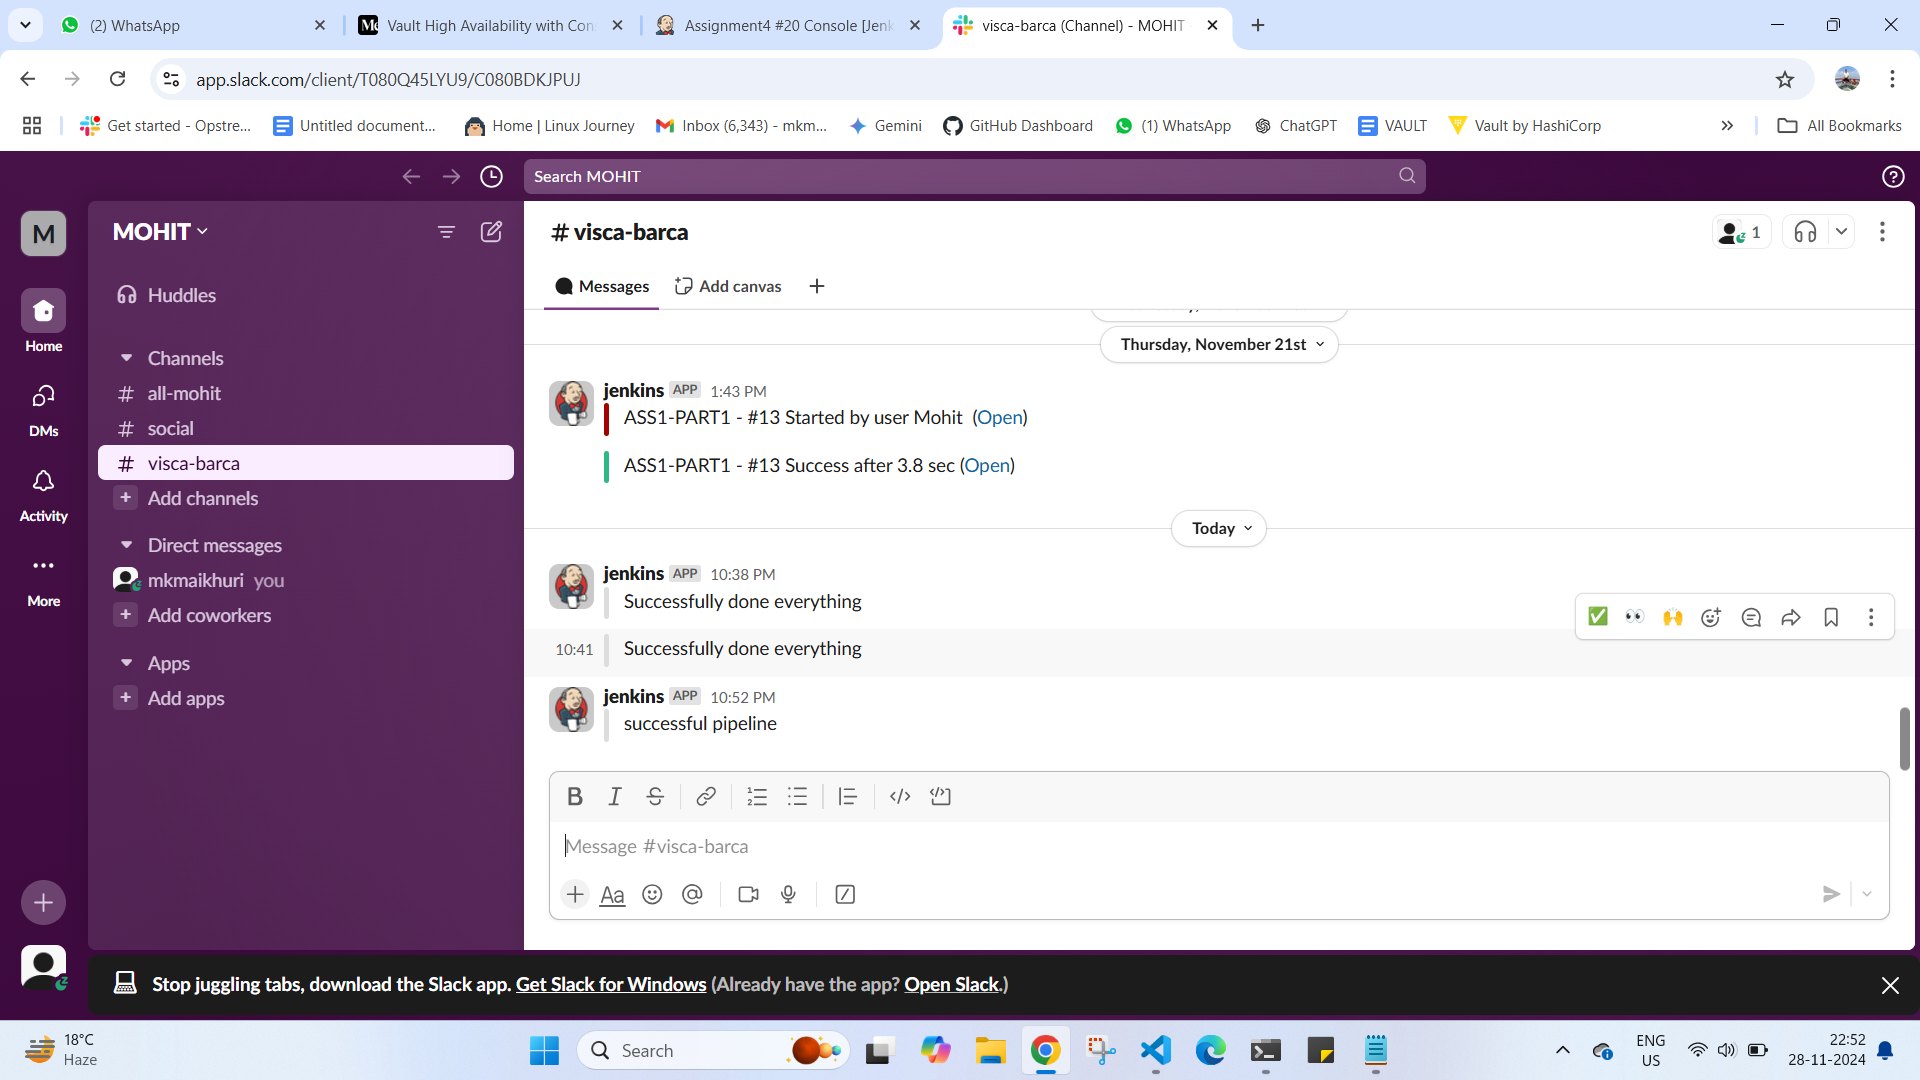 (2) WhatsApp
Vault High Availability with Con
Assignment4 #20 Console [Jenk
visca-barca (Channel) - MOHIT
app.slack.com/client/T080Q45LYU9/C080BDKJPUJ
Get started - Opstre...
Untitled document...
Home | Linux Journey
Inbox (6,343) - mkm...
Gemini
GitHub Dashboard
(1) WhatsApp
ChatGPT
VAULT
Vault by HashiCorp
All Bookmarks
Search MOHIT
M
Home
DMs
Activity
More
MOHIT
Huddles
Channels
# all-mohit
# social
# visca-barca
+ Add channels
Direct messages
mkmaikhuri you
+ Add coworkers
Apps
+ Add apps
# visca-barca
1
Messages
Add canvas
Thursday, November 21st
jenkins APP 1:43 PM
ASS1-PART1 - #13 Started by user Mohit (Open)
ASS1-PART1 - #13 Success after 3.8 sec (Open)
Today
jenkins APP 10:38 PM
Successfully done everything
10:41 Successfully done everything
jenkins APP 10:52 PM
successful pipeline
Message #visca-barca
Aa
Stop juggling tabs, download the Slack app. Get Slack for Windows (Already have the app? Open Slack.)
18°C
Haze
Search
ENG
US
22:52
28-11-2024